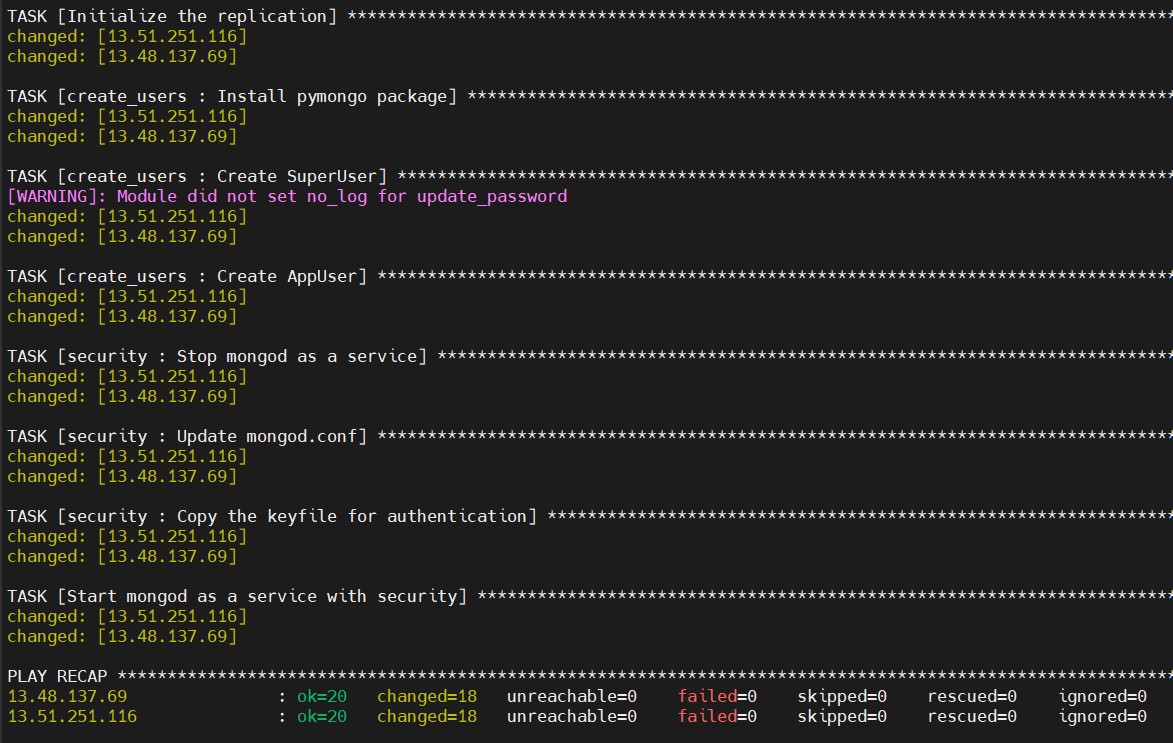 TASK [Initialize the replication] ***********************************************************************************
changed: [13.51.251.116]
changed: [13.48.137.69]
TASK [create_users : Install pymongo package] ***********************************************************************
changed: [13.51.251.116]
changed: [13.48.137.69]
TASK [create_users : Create SuperUser] ******************************************************************************
[WARNING]: Module did not set no_log for update_password
changed: [13.51.251.116]
changed: [13.48.137.69]
TASK [create_users : Create AppUser] ********************************************************************************
changed: [13.51.251.116]
changed: [13.48.137.69]
TASK [security : Stop mongod as a service] **************************************************************************
changed: [13.51.251.116]
changed: [13.48.137.69]
TASK [security : Update mongod.conf] ********************************************************************************
changed: [13.51.251.116]
changed: [13.48.137.69]
TASK [security : Copy the keyfile for authentication] ***************************************************************
changed: [13.51.251.116]
changed: [13.48.137.69]
TASK [Start mongod as a service with security] **********************************************************************
changed: [13.51.251.116]
changed: [13.48.137.69]
PLAY RECAP **********************************************************************************************************
13.48.137.69               : ok=20   changed=18   unreachable=0    failed=0    skipped=0    rescued=0    ignored=0
13.51.251.116              : ok=20   changed=18   unreachable=0    failed=0    skipped=0    rescued=0    ignored=0